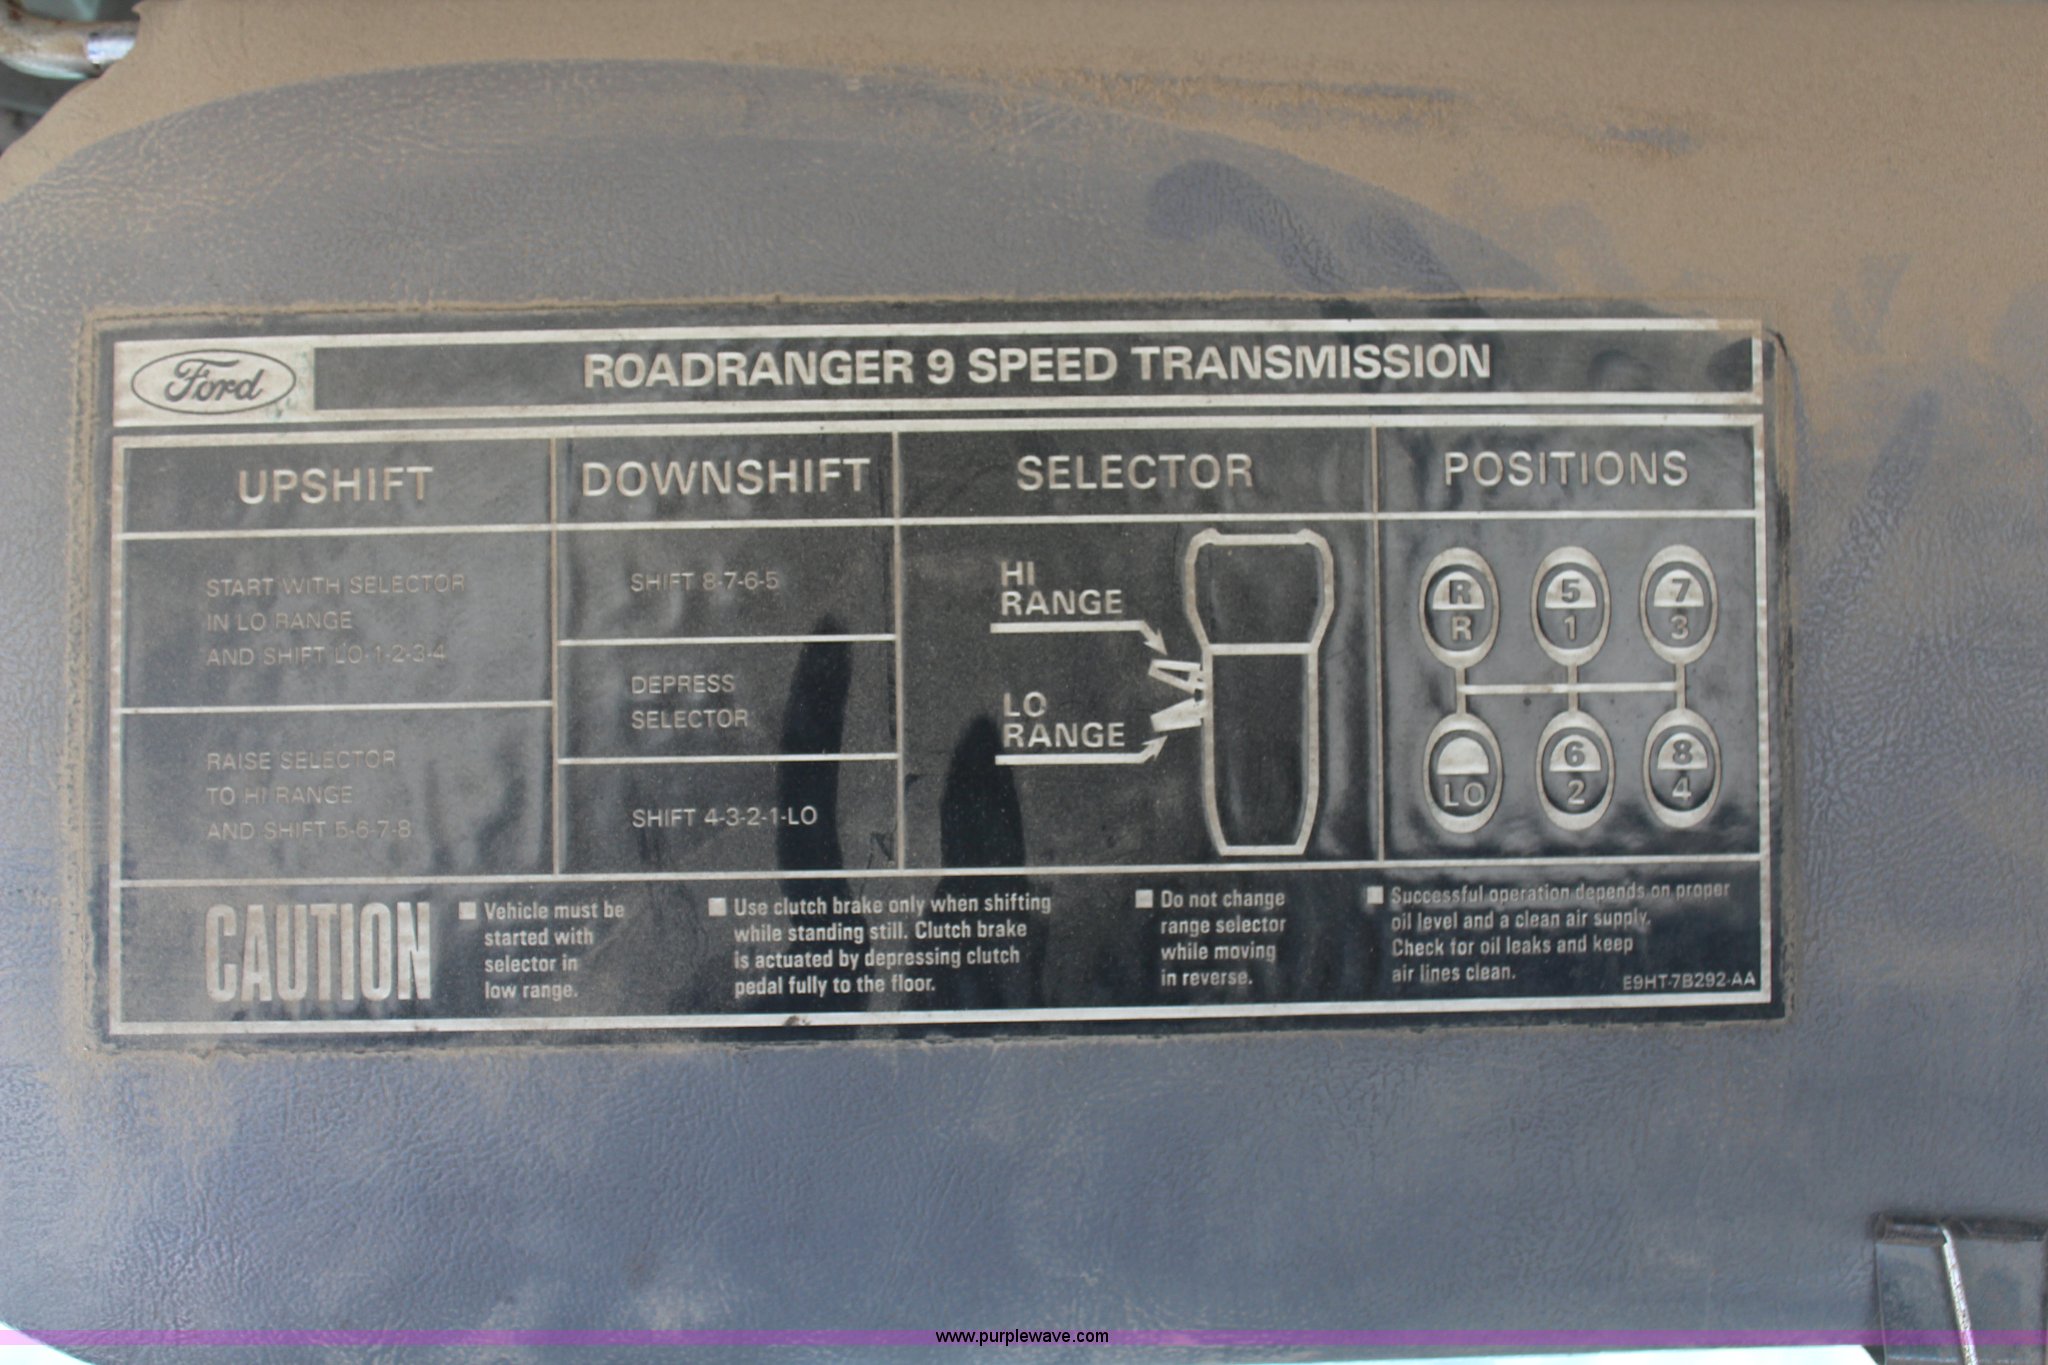 Ford
ROADRANGER 9 SPEED TRANSMISSION
UPSHIFT
START WITH SELECTOR
IN LO RANGE
AND SHIFT LO-1-2-3-4
RAISE SELECTOR
TO HI RANGE
AND SHIFT 5-6-7-8
DOWNSHIFT
SHIFT 8-7-6-5
DEPRESS
SELECTOR
SHIFT 4-3-2-1-LO
SELECTOR
HI
RANGE
LO
RANGE
POSITIONS
R 5 7
R 1 3
6 8
LO 2 4
CAUTION
■ Vehicle must be
started with
selector in
low range.
■ Use clutch brake only when shifting
while standing still. Clutch brake
is actuated by depressing clutch
pedal fully to the floor.
■ Do not change
range selector
while moving
in reverse.
■ Successful operation depends on proper
oil level and a clean air supply.
Check for oil leaks and keep
air lines clean.
E9HT-7B292-AA
www.purplewave.com